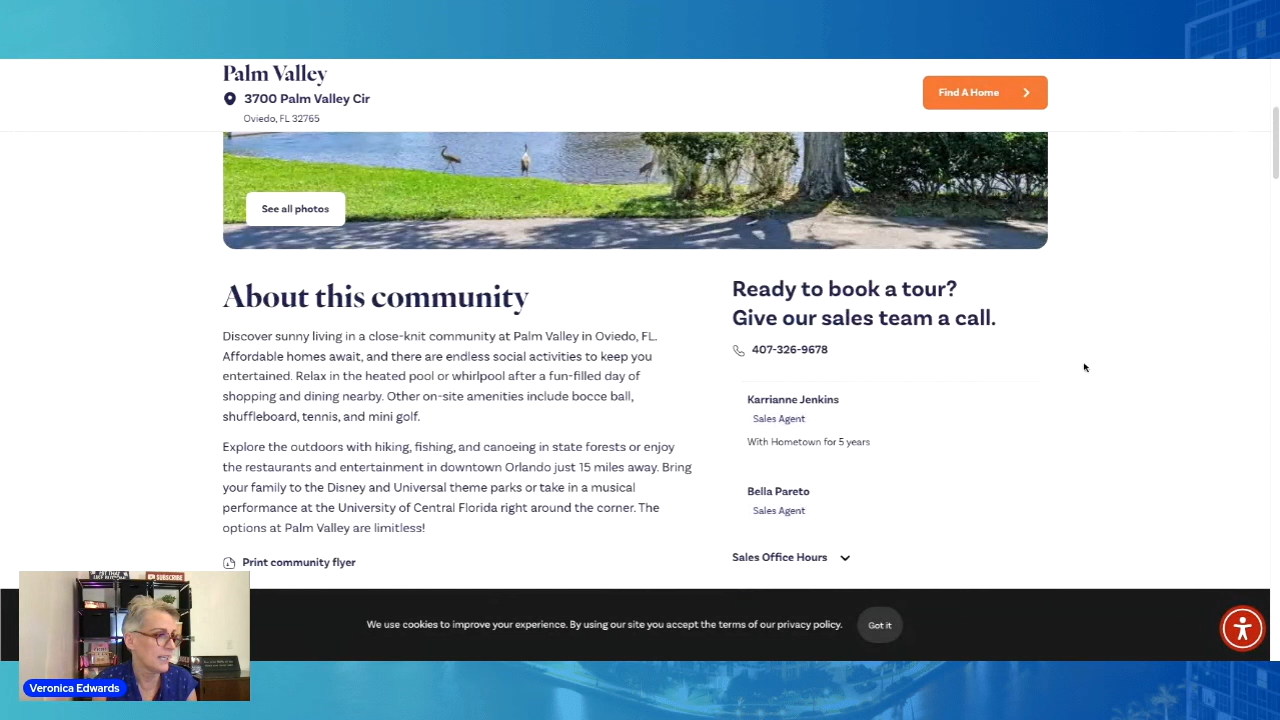 Palm Valley
3700 Palm Valley Cir
Oviedo, FL 32765
Find A Home
See all photos
About this community
Discover sunny living in a close-knit community at Palm Valley in Oviedo, FL.
Affordable homes await, and there are endless social activities to keep you
entertained. Relax in the heated pool or whirlpool after a fun-filled day of
shopping and dining nearby. Other on-site amenities include bocce ball,
shuffleboard, tennis, and mini golf.
Explore the outdoors with hiking, fishing, and canoeing in state forests or enjoy
the restaurants and entertainment in downtown Orlando just 15 miles away. Bring
your family to the Disney and Universal theme parks or take in a musical
performance at the University of Central Florida right around the corner. The
options at Palm Valley are limitless!
Print community flyer
Ready to book a tour?
Give our sales team a call.
407-326-9678
Karrianne Jenkins
Sales Agent
With Hometown for 5 years
Bella Pareto
Sales Agent
Sales Office Hours
We use cookies to improve your experience. By using our site you accept the terms of our privacy policy.
Got it
SUBSCRIBE
Veronica Edwards